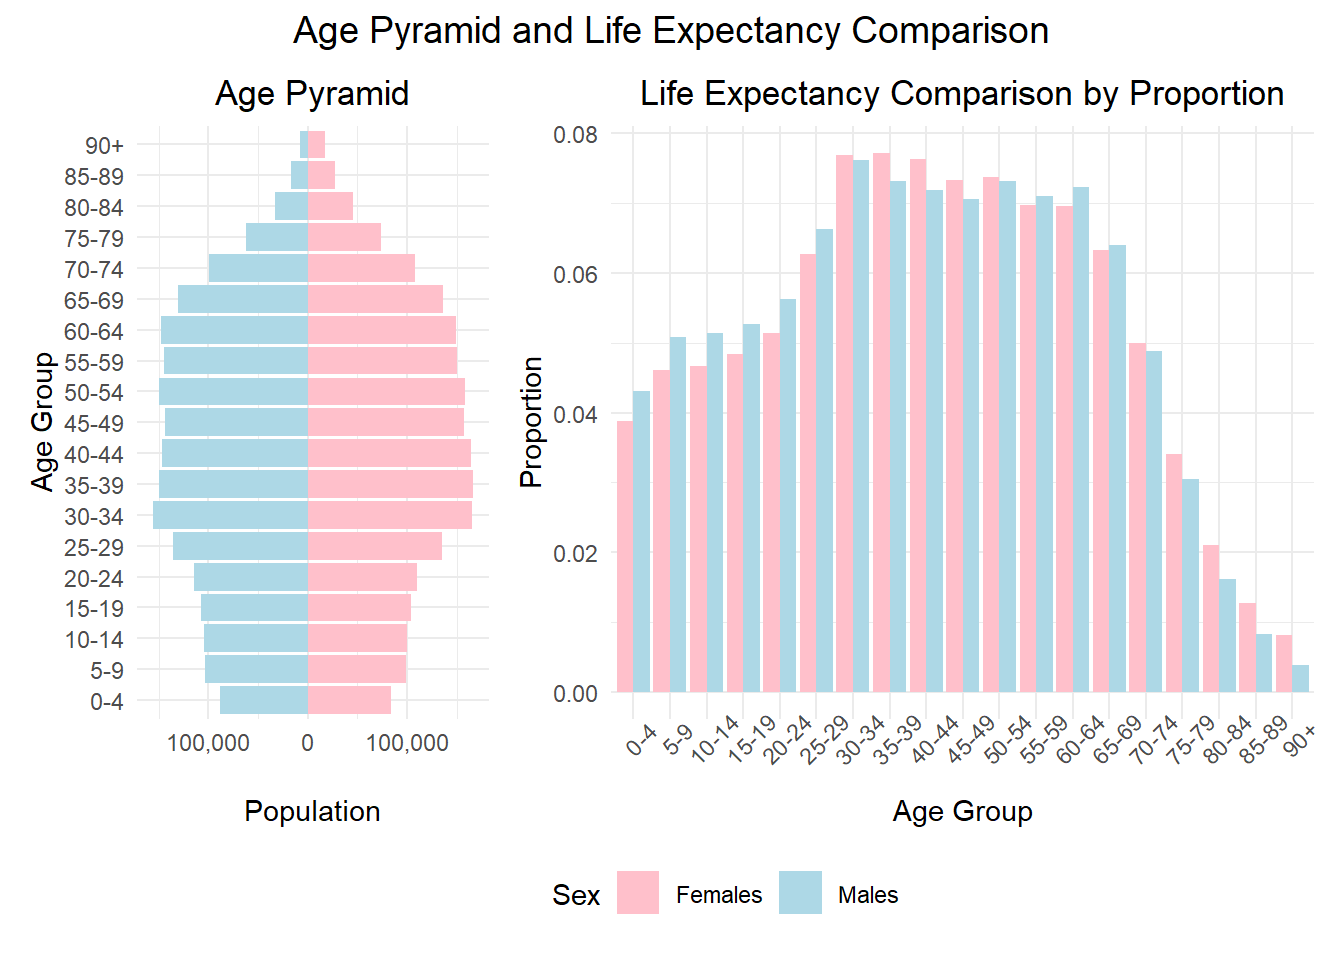 Age Pyramid and Life Expectancy Comparison
Age Pyramid
Age Group
90+
85-89
80-84
75-79
70-74
65-69
60-64
55-59
50-54
45-49
40-44
35-39
30-34
25-29
20-24
15-19
10-14
5-9
0-4
100,000 0 100,000
Population
Life Expectancy Comparison by Proportion
Proportion
0.08
0.06
0.04
0.02
0.00
0-4 5-9 10-14 15-19 20-24 25-29 30-34 35-39 40-44 45-49 50-54 55-59 60-64 65-69 70-74 75-79 80-84 85-89 90+
Age Group
Sex Females Males